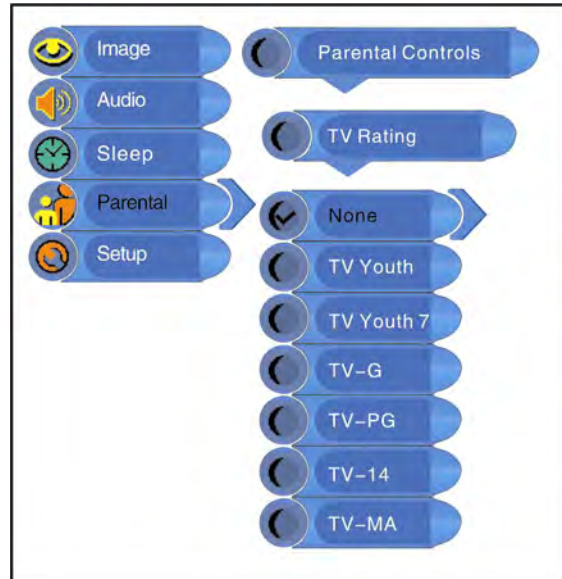 Image
Audio
Sleep
Parental
Setup
Parental Controls
TV Rating
None
TV Youth
TV Youth 7
TV–G
TV–PG
TV–14
TV–MA